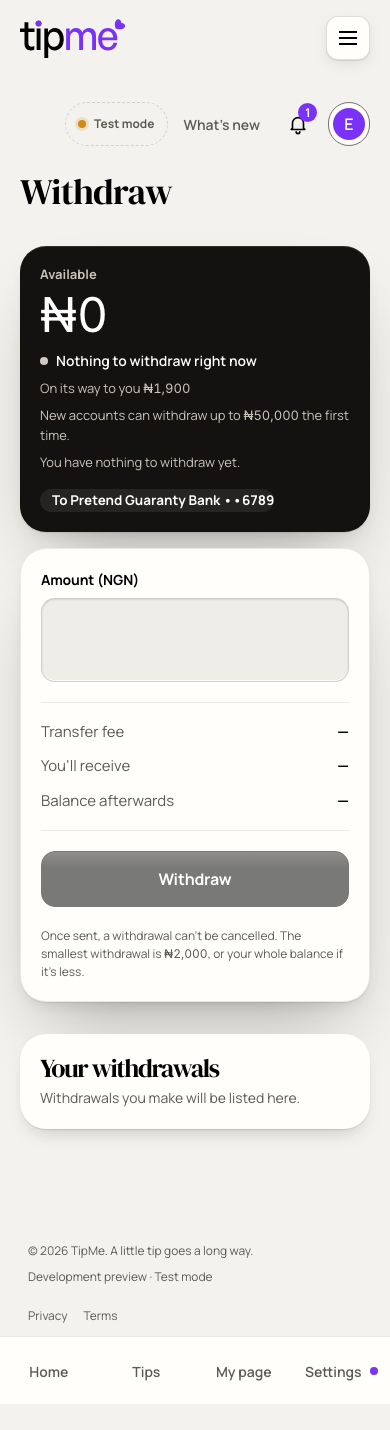 tipme
Test mode
What's new
1
E
Withdraw
Available
₦0
Nothing to withdraw right now
On its way to you ₦1,900
New accounts can withdraw up to ₦50,000 the first
time.
You have nothing to withdraw yet.
To Pretend Guaranty Bank ••6789
Amount (NGN)
Transfer fee –
You'll receive –
Balance afterwards –
Withdraw
Once sent, a withdrawal can't be cancelled. The
smallest withdrawal is ₦2,000, or your whole balance if
it's less.
Your withdrawals
Withdrawals you make will be listed here.
© 2026 TipMe. A little tip goes a long way.
Development preview · Test mode
Privacy Terms
Home Tips My page Settings